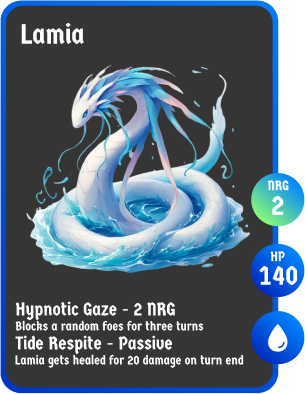 Lamia
NRG
2
HP
140
Hypnotic Gaze - 2 NRG
Blocks a random foes for three turns
Tide Respite - Passive
Lamia gets healed for 20 damage on turn end